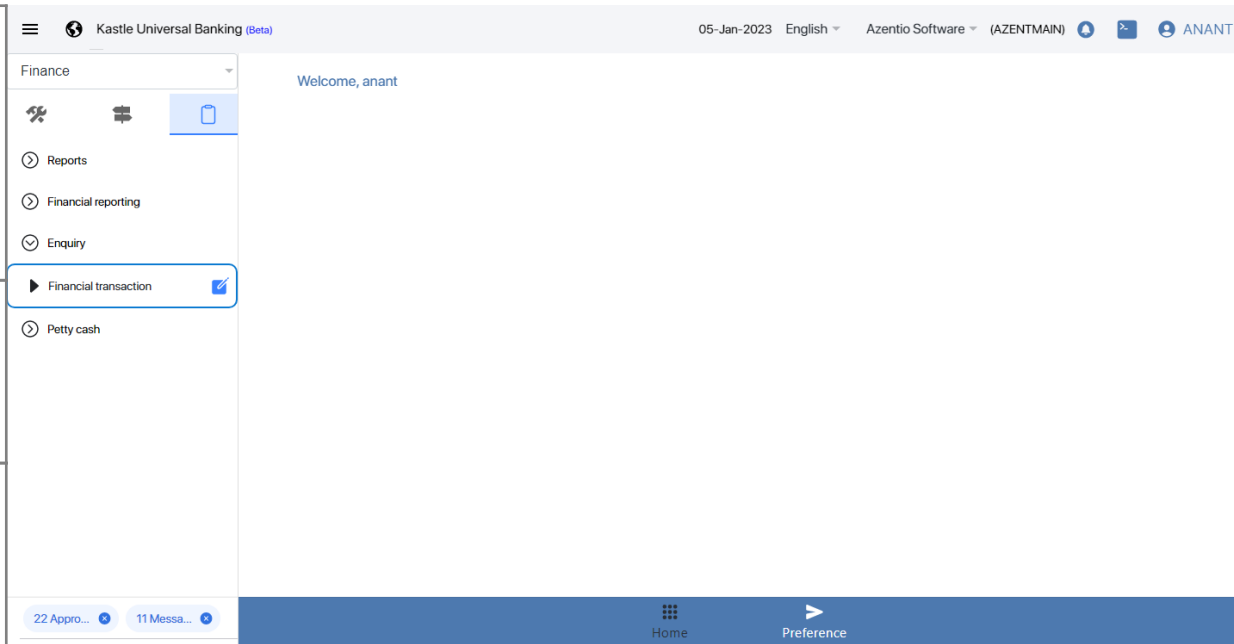 Kastle Universal Banking (Beta)
05-Jan-2023 English Azentio Software (AZENTMAIN) ANANT
Finance
Welcome, anant
Reports
Financial reporting
Enquiry
Financial transaction
Petty cash
22 Appro... 11 Messa...
Home Preference